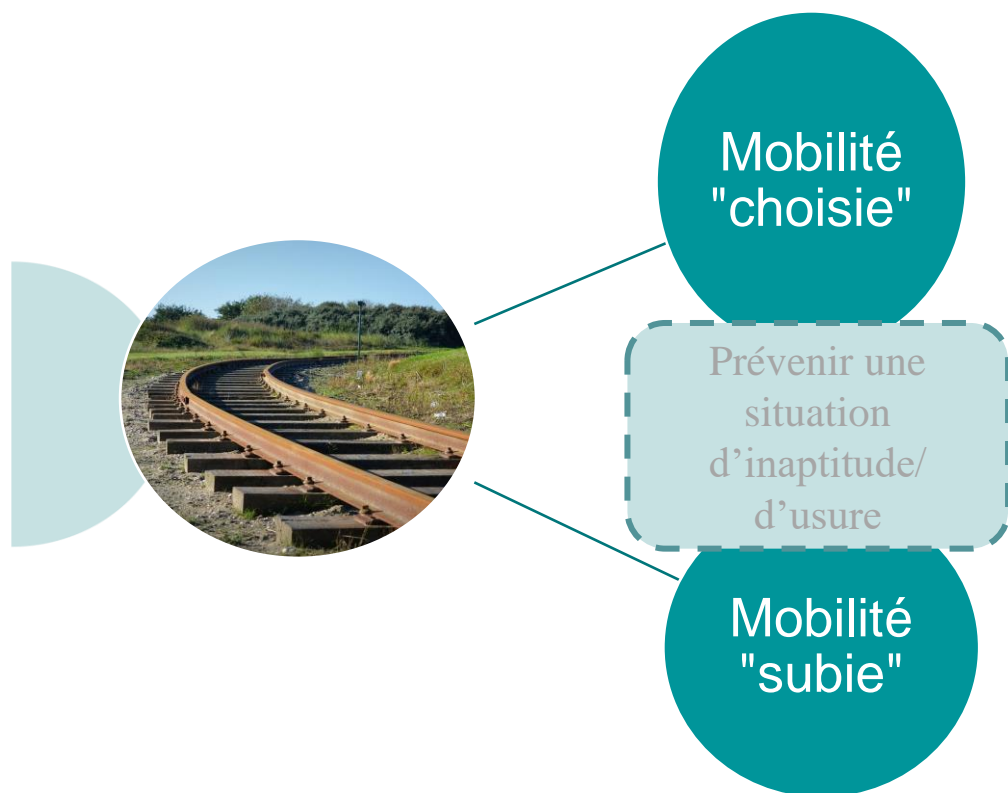 Mobilité
"choisie"
Prévenir une
situation
d’inaptitude/
d’usure
Mobilité
"subie"